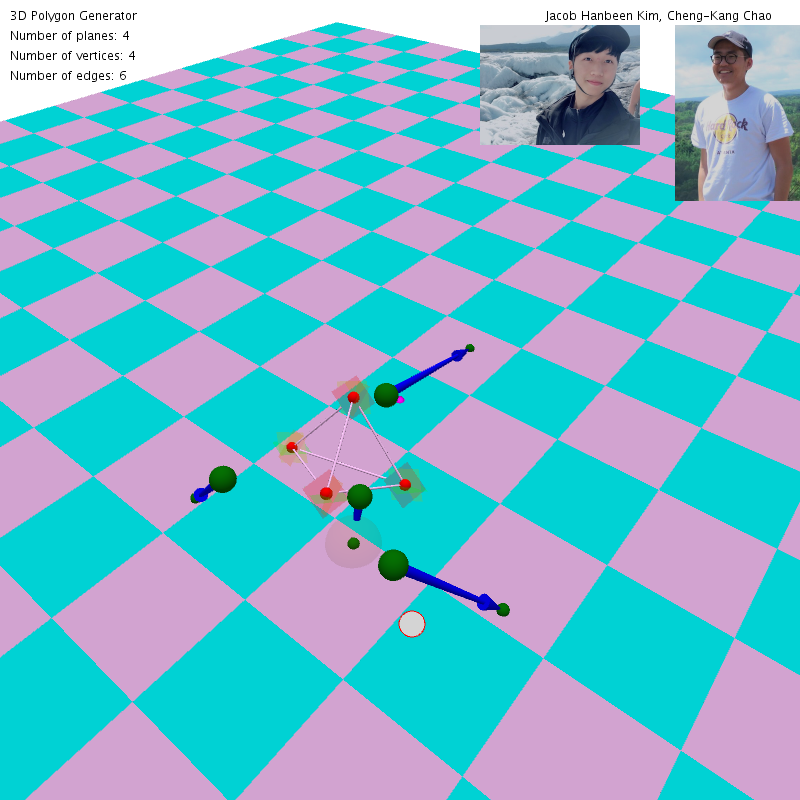 3D Polygon Generator
Jacob Hanbeen Kim, Cheng-Kang Chao
Number of planes: 4
Number of vertices: 4
Number of edges: 6